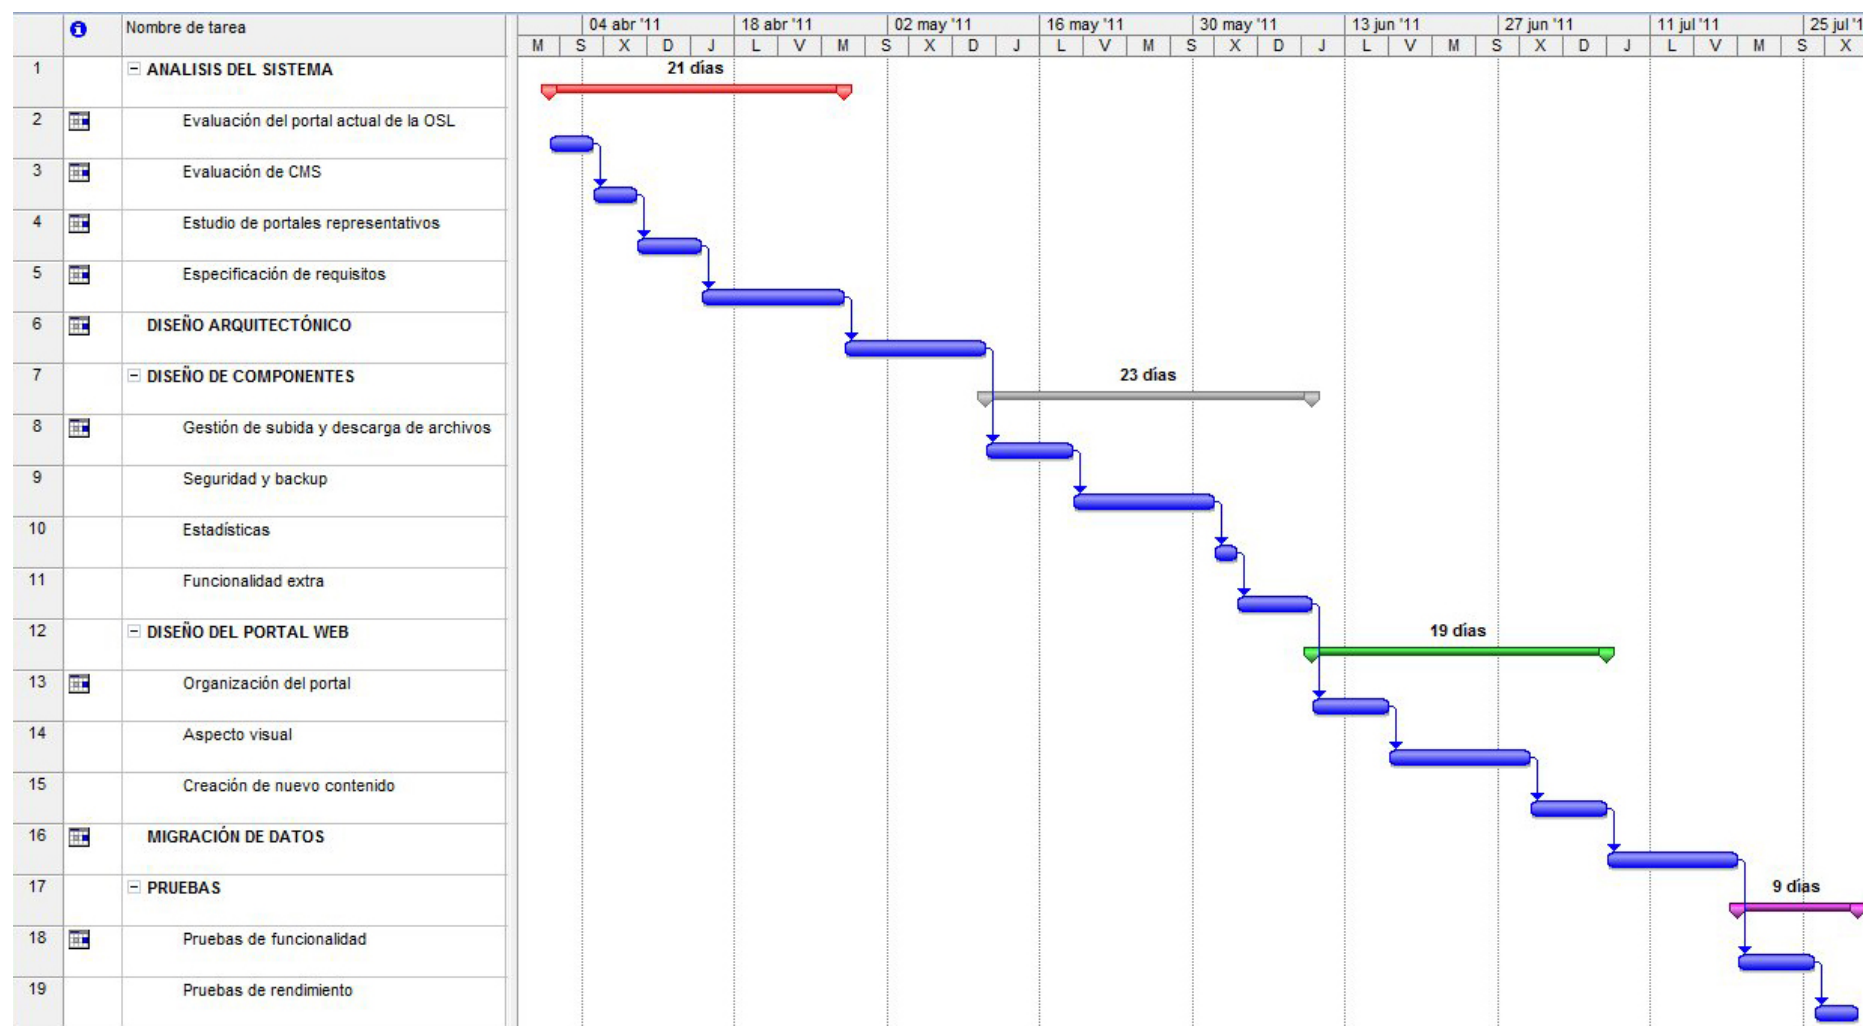 Nombre de tarea
04 abr '11 18 abr '11 02 may '11 16 may '11 30 may '11 13 jun '11 27 jun '11 11 jul '11 25 jul '1
M S X D J L V M S X D J L V M S X D J L V M S X D J L V M S X
1 ANALISIS DEL SISTEMA 21 días
2 Evaluación del portal actual de la OSL
3 Evaluación de CMS
4 Estudio de portales representativos
5 Especificación de requisitos
6 DISEÑO ARQUITECTÓNICO
7 DISEÑO DE COMPONENTES 23 días
8 Gestión de subida y descarga de archivos
9 Seguridad y backup
10 Estadísticas
11 Funcionalidad extra
12 DISEÑO DEL PORTAL WEB 19 días
13 Organización del portal
14 Aspecto visual
15 Creación de nuevo contenido
16 MIGRACIÓN DE DATOS
17 PRUEBAS 9 días
18 Pruebas de funcionalidad
19 Pruebas de rendimiento